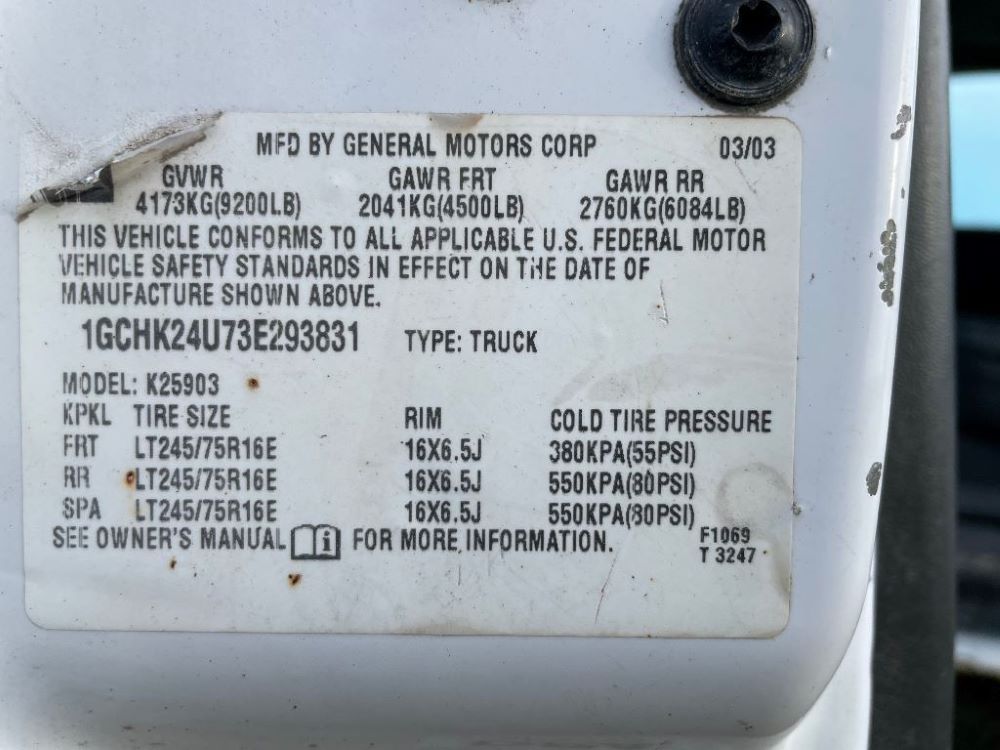 MFD BY GENERAL MOTORS CORP 03/03
GVWR GAWR FRT GAWR RR
4173KG(9200LB) 2041KG(4500LB) 2760KG(6084LB)
THIS VEHICLE CONFORMS TO ALL APPLICABLE U.S. FEDERAL MOTOR
VEHICLE SAFETY STANDARDS IN EFFECT ON THE DATE OF
MANUFACTURE SHOWN ABOVE.
1GCHK24U73E293831 TYPE: TRUCK
MODEL: K25903
KPKL TIRE SIZE RIM COLD TIRE PRESSURE
FRT LT245/75R16E 16X6.5J 380KPA(55PSI)
RR LT245/75R16E 16X6.5J 550KPA(80PSI)
SPA LT245/75R16E 16X6.5J 550KPA(80PSI)
SEE OWNER'S MANUAL i FOR MORE INFORMATION. F1069
T 3247